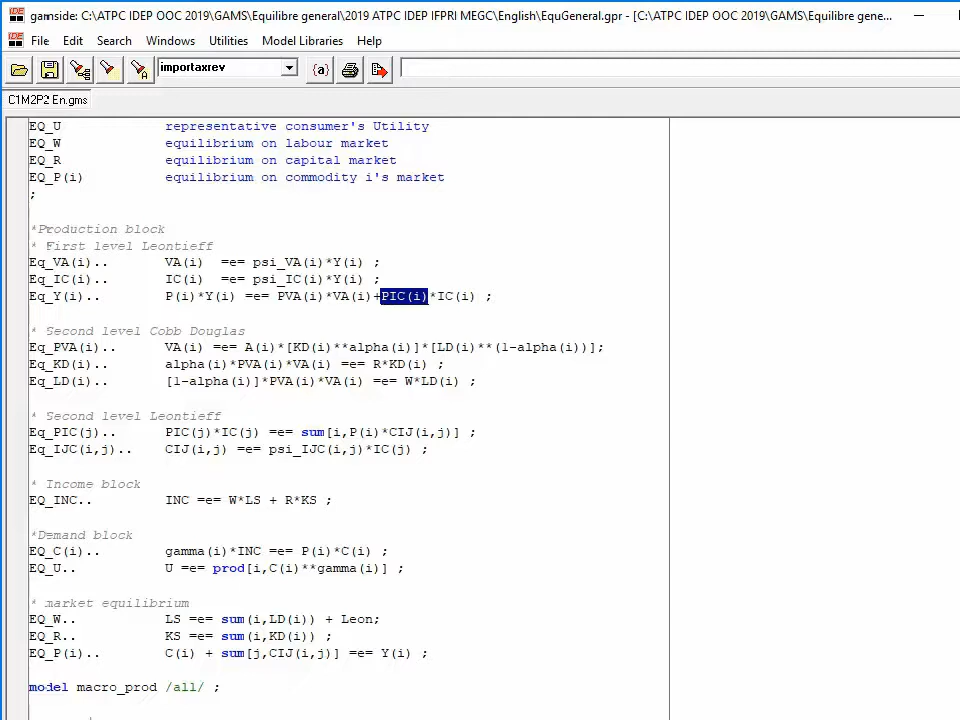 gamside: C:\ATPC IDEP OOC 2019\GAMS\Equilibre general\2019 ATPC IDEP IFPRI MEGC\English\EquGeneral.gpr - [C:\ATPC IDEP OOC 2019\GAMS\Equilibre gene...
File Edit Search Windows Utilities Model Libraries Help
importaxrev {a}
C1M2P2 En.gms
EQ_U representative consumer's Utility
EQ_W equilibrium on labour market
EQ_R equilibrium on capital market
EQ_P(i) equilibrium on commodity i's market
;
*Production block
* First level Leontieff
Eq_VA(i).. VA(i) =e= psi_VA(i)*Y(i) ;
Eq_IC(i).. IC(i) =e= psi_IC(i)*Y(i) ;
Eq_Y(i).. P(i)*Y(i) =e= PVA(i)*VA(i)+PIC(i)*IC(i) ;
* Second level Cobb Douglas
Eq_PVA(i).. VA(i) =e= A(i)*[KD(i)**alpha(i)]*[LD(i)**(1-alpha(i))];
Eq_KD(i).. alpha(i)*PVA(i)*VA(i) =e= R*KD(i) ;
Eq_LD(i).. [1-alpha(i)]*PVA(i)*VA(i) =e= W*LD(i) ;
* Second level Leontieff
Eq_PIC(j).. PIC(j)*IC(j) =e= sum[i,P(i)*CIJ(i,j)] ;
Eq_IJC(i,j).. CIJ(i,j) =e= psi_IJC(i,j)*IC(j) ;
* Income block
EQ_INC.. INC =e= W*LS + R*KS ;
*Demand block
EQ_C(i).. gamma(i)*INC =e= P(i)*C(i) ;
EQ_U.. U =e= prod[i,C(i)**gamma(i)] ;
* market equilibrium
EQ_W.. LS =e= sum(i,LD(i)) + Leon;
EQ_R.. KS =e= sum(i,KD(i)) ;
EQ_P(i).. C(i) + sum[j,CIJ(i,j)] =e= Y(i) ;
model macro_prod /all/ ;